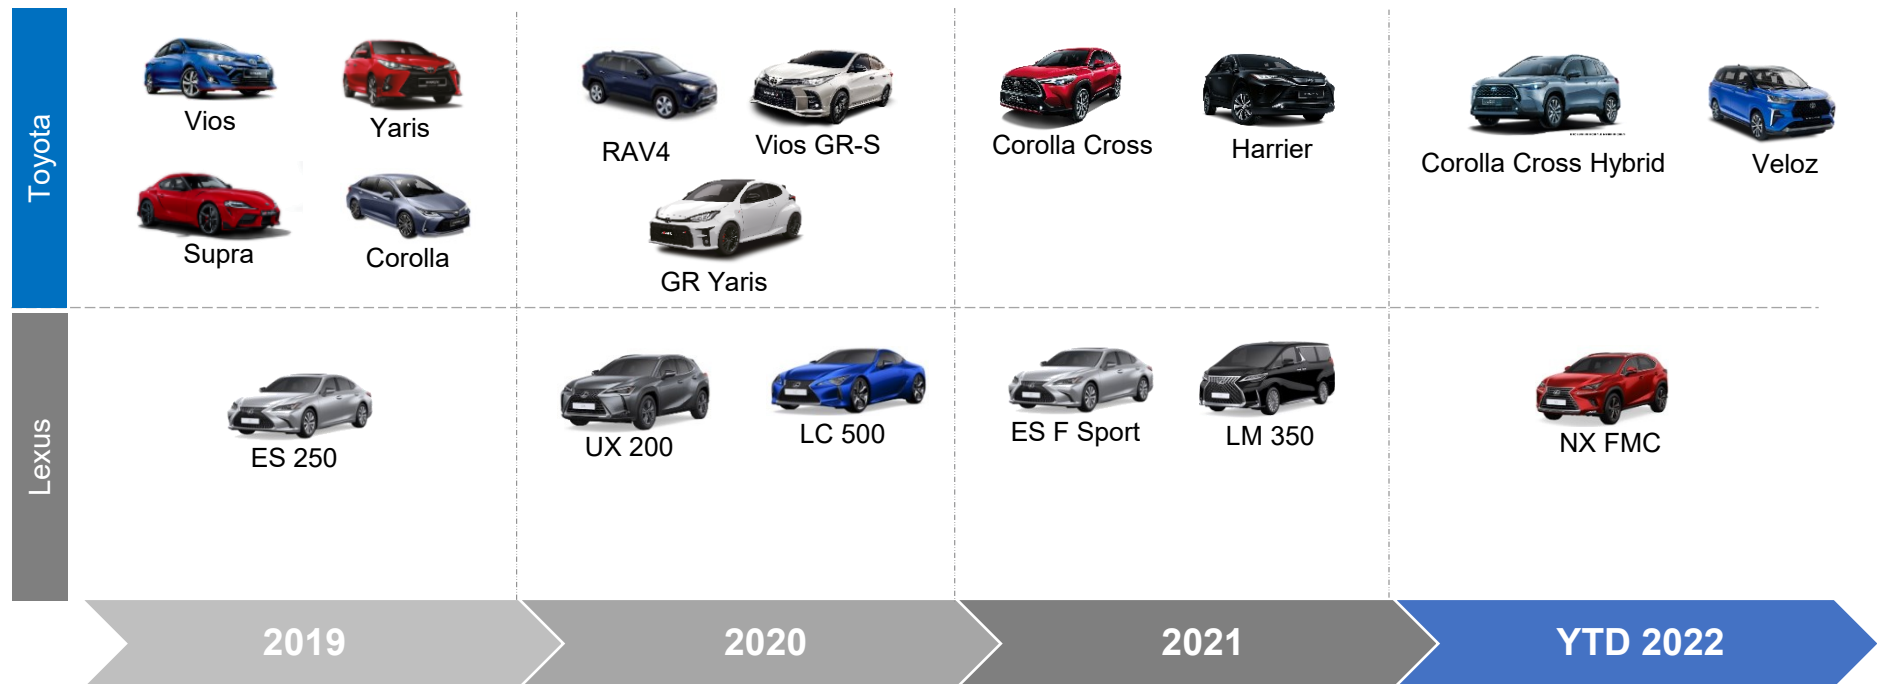 Toyota
Vios
Yaris
Supra
Corolla
RAV4
Vios GR-S
GR Yaris
Corolla Cross
Harrier
Corolla Cross Hybrid
Veloz
Lexus
ES 250
UX 200
LC 500
ES F Sport
LM 350
NX FMC
2019
2020
2021
YTD 2022